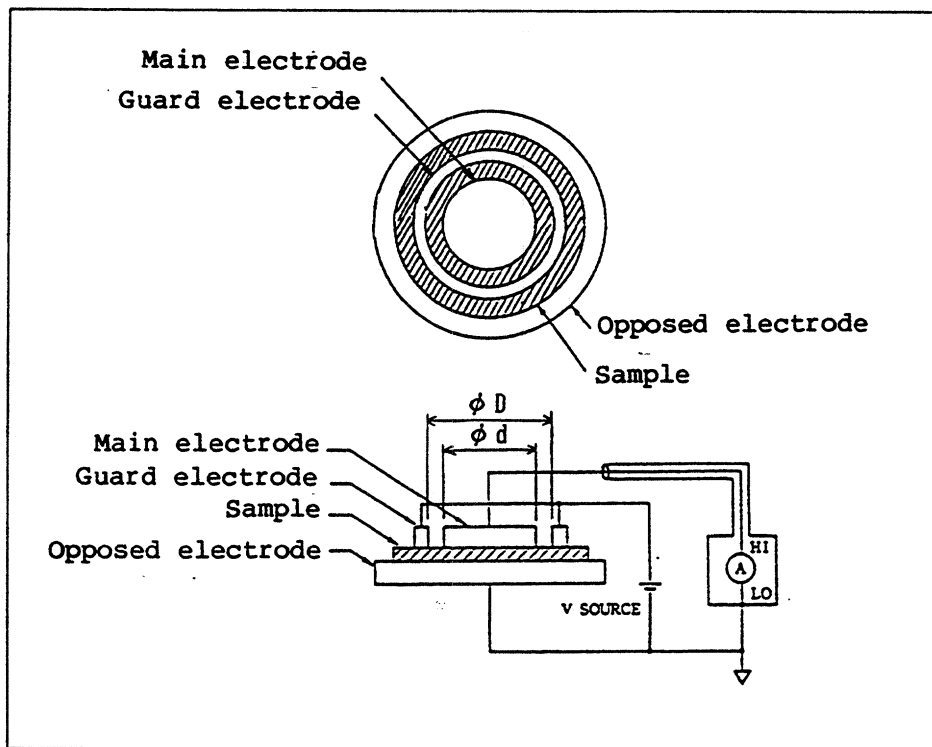 Main electrode
Guard electrode
Opposed electrode
Sample
φ D
φ d
Main electrode
Guard electrode
Sample
Opposed electrode
HI
A
LO
V SOURCE